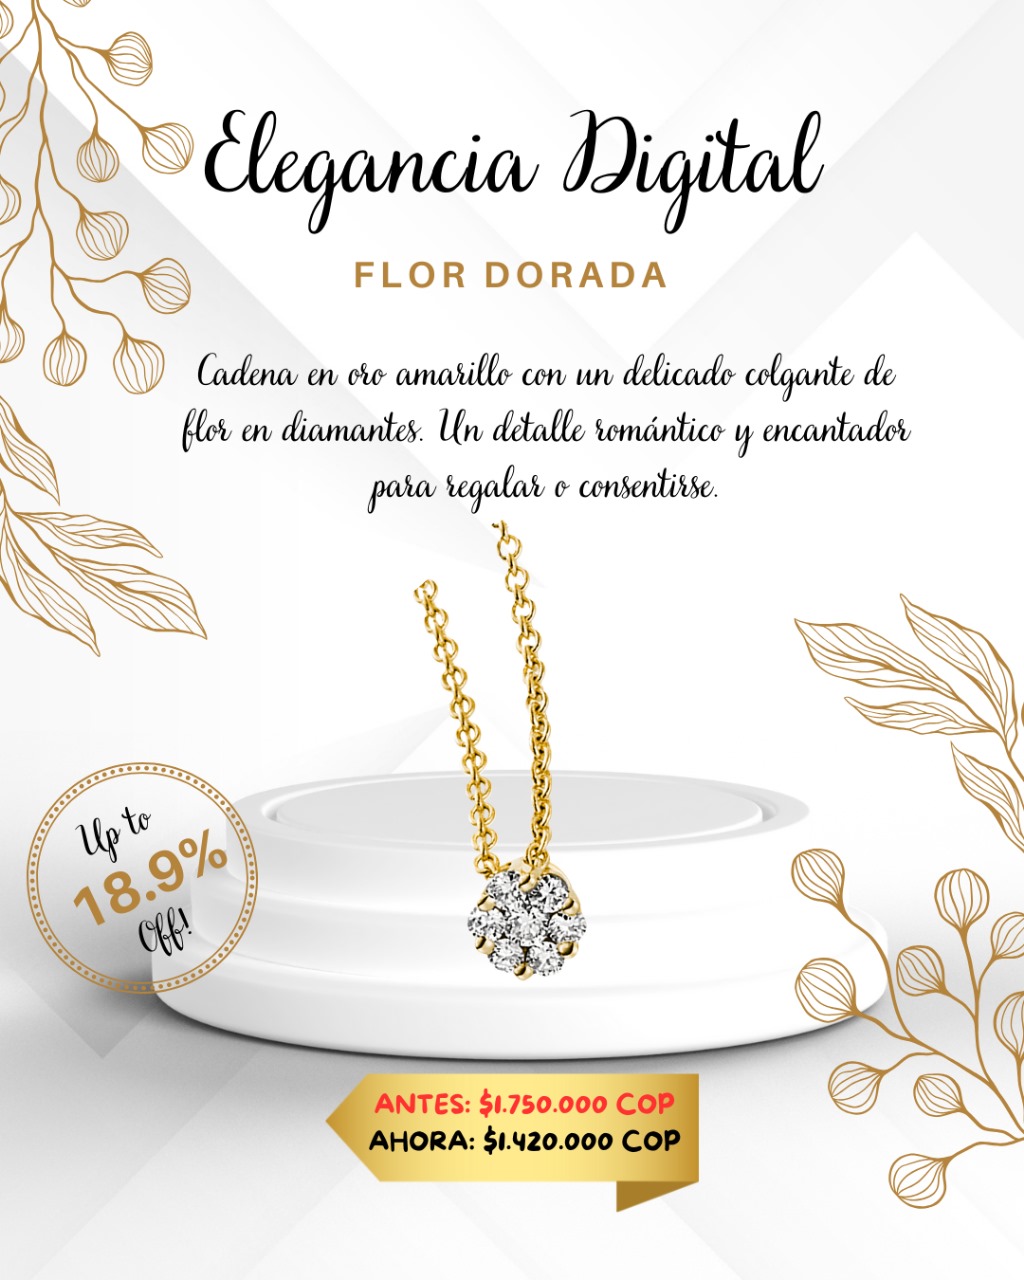 Elegancia Digital
FLOR DORADA
Cadena en oro amarillo con un delicado colgante de
flor en diamantes. Un detalle romántico y encantador
para regalar o consentirse.
Up to
18.9%
Off!
ANTES: $1.750.000 COP
AHORA: $1.420.000 COP